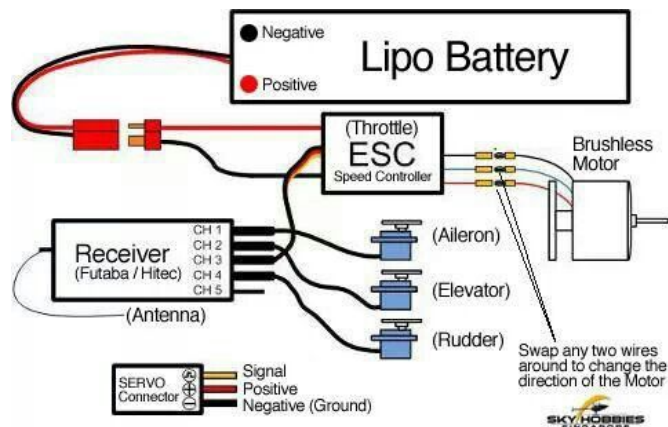 Negative
Positive
Lipo Battery
(Throttle)
ESC
Speed Controller
Brushless
Motor
Receiver
(Futaba / Hitec)
CH 1
CH 2
CH 3
CH 4
CH 5
(Antenna)
(Aileron)
(Elevator)
(Rudder)
Swap any two wires
around to change the
direction of the Motor
SERVO
Connector
Signal
Positive
Negative (Ground)
SKY HOBBIES